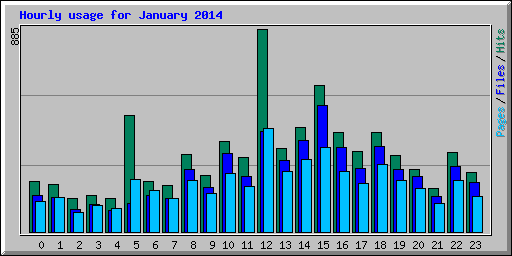 Hourly usage for January 2014
885
Pages / Files / Hits
0 1 2 3 4 5 6 7 8 9 10 11 12 13 14 15 16 17 18 19 20 21 22 23